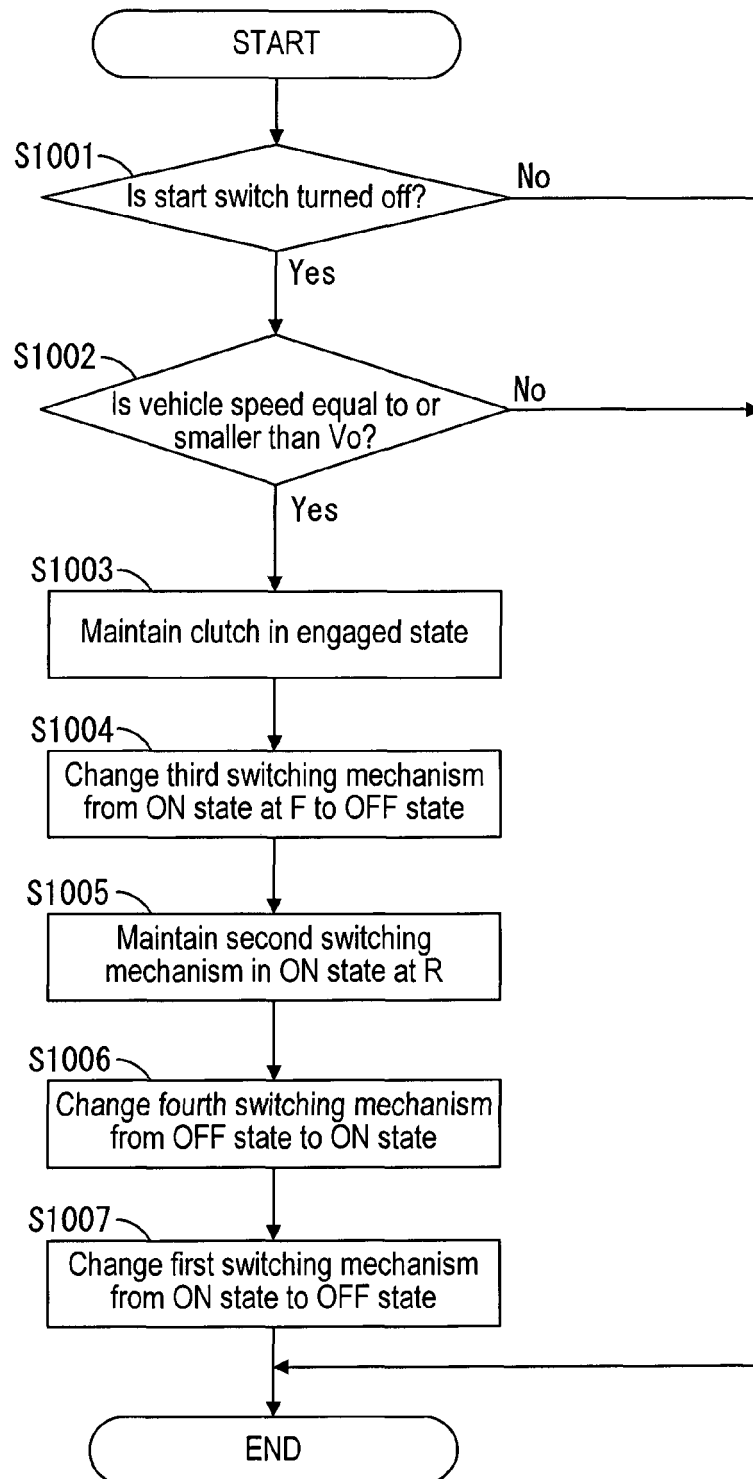 START
S1001
Is start switch turned off?
No
Yes
S1002
Is vehicle speed equal to or
smaller than Vo?
No
Yes
S1003
Maintain clutch in engaged state
S1004
Change third switching mechanism
from ON state at F to OFF state
S1005
Maintain second switching
mechanism in ON state at R
S1006
Change fourth switching mechanism
from OFF state to ON state
S1007
Change first switching mechanism
from ON state to OFF state
END